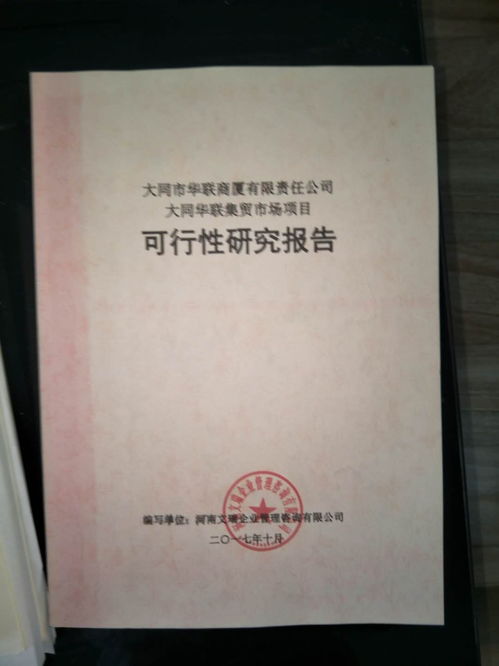 大同市华联商厦有限责任公司
大同华联集贸市场项目
可行性研究报告
编写单位：河南文瑞企业管理咨询有限公司
二〇一七年十月